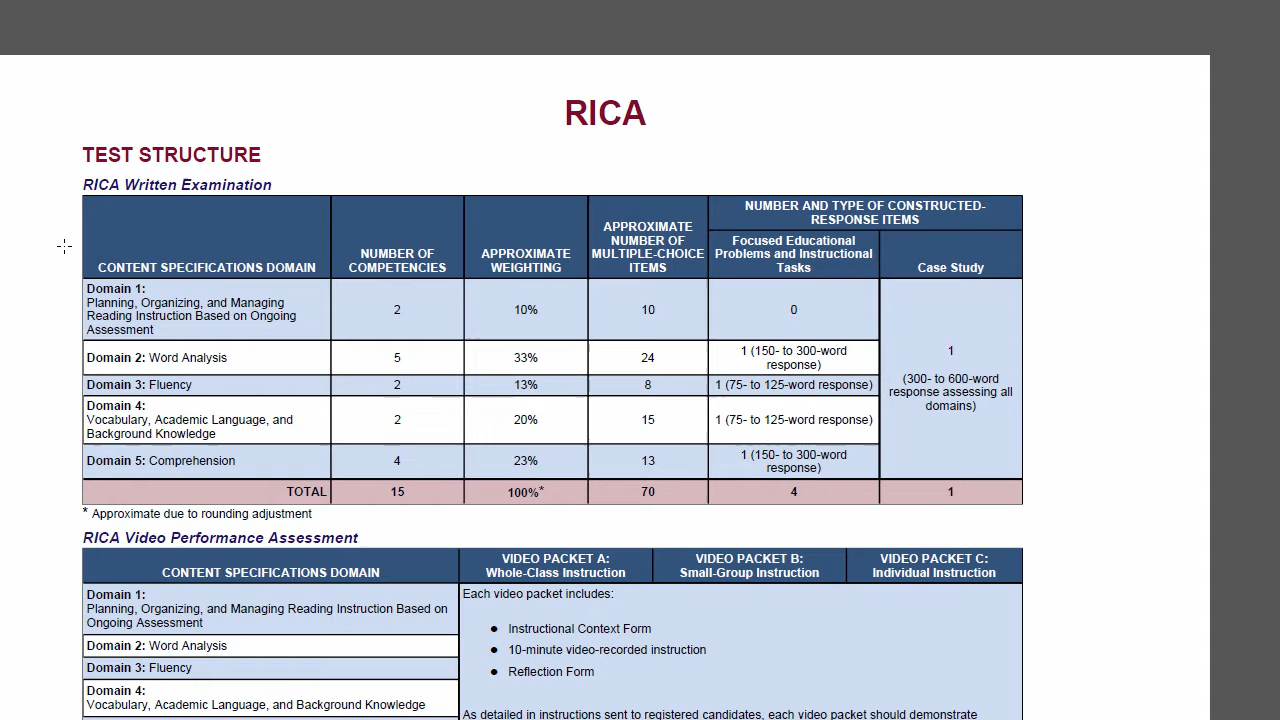 RICA
TEST STRUCTURE
RICA Written Examination
NUMBER AND TYPE OF CONSTRUCTED-
RESPONSE ITEMS
CONTENT SPECIFICATIONS DOMAIN
NUMBER OF
COMPETENCIES
APPROXIMATE
WEIGHTING
APPROXIMATE
NUMBER OF
MULTIPLE-CHOICE
ITEMS
Focused Educational
Problems and Instructional
Tasks
Case Study
Domain 1:
Planning, Organizing, and Managing
Reading Instruction Based on Ongoing
Assessment
2
10%
10
0
1
(300- to 600-word
response assessing all
domains)
Domain 2: Word Analysis
5
33%
24
1 (150- to 300-word
response)
Domain 3: Fluency
2
13%
8
1 (75- to 125-word response)
Domain 4:
Vocabulary, Academic Language, and
Background Knowledge
2
20%
15
1 (75- to 125-word response)
Domain 5: Comprehension
4
23%
13
1 (150- to 300-word
response)
TOTAL
15
100%*
70
4
1
* Approximate due to rounding adjustment
RICA Video Performance Assessment
CONTENT SPECIFICATIONS DOMAIN
VIDEO PACKET A:
Whole-Class Instruction
VIDEO PACKET B:
Small-Group Instruction
VIDEO PACKET C:
Individual Instruction
Domain 1:
Planning, Organizing, and Managing Reading Instruction Based on
Ongoing Assessment
Domain 2: Word Analysis
Domain 3: Fluency
Domain 4:
Vocabulary, Academic Language, and Background Knowledge
Each video packet includes:
● Instructional Context Form
● 10-minute video-recorded instruction
● Reflection Form
As detailed in instructions sent to registered candidates, each video packet should demonstrate